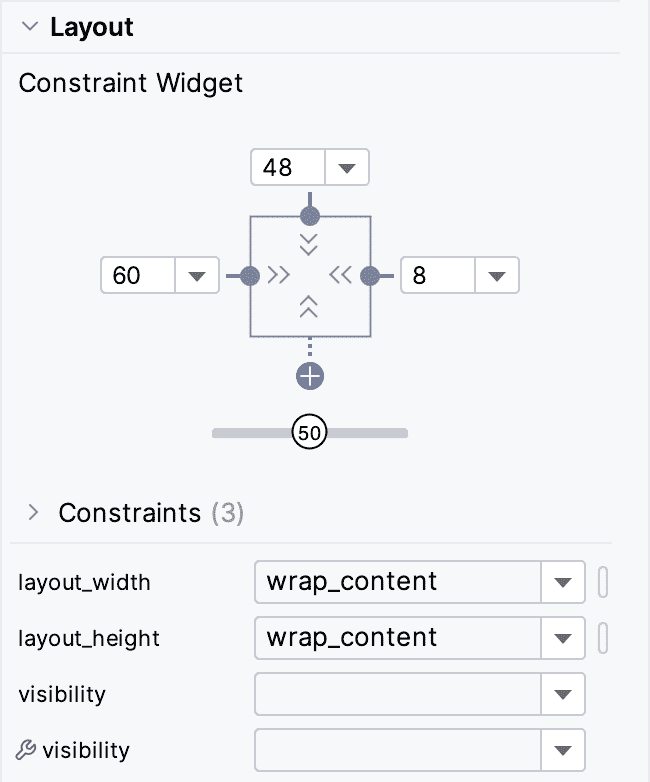 Layout
Constraint Widget
48
60
8
50
Constraints (3)
layout_width wrap_content
layout_height wrap_content
visibility
visibility